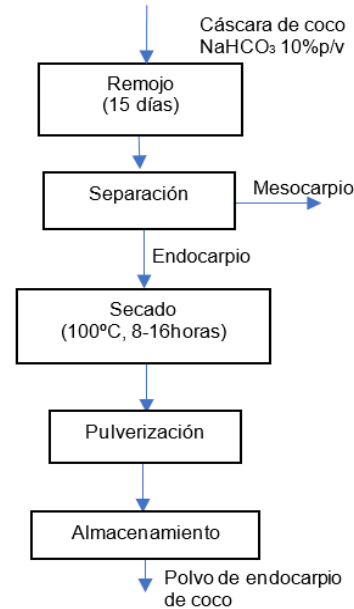 Cáscara de coco
NaHCO₃ 10%p/v
Remojo
(15 días)
Separación
Mesocarpio
Endocarpio
Secado
(100ºC, 8-16horas)
Pulverización
Almacenamiento
Polvo de endocarpio
de coco